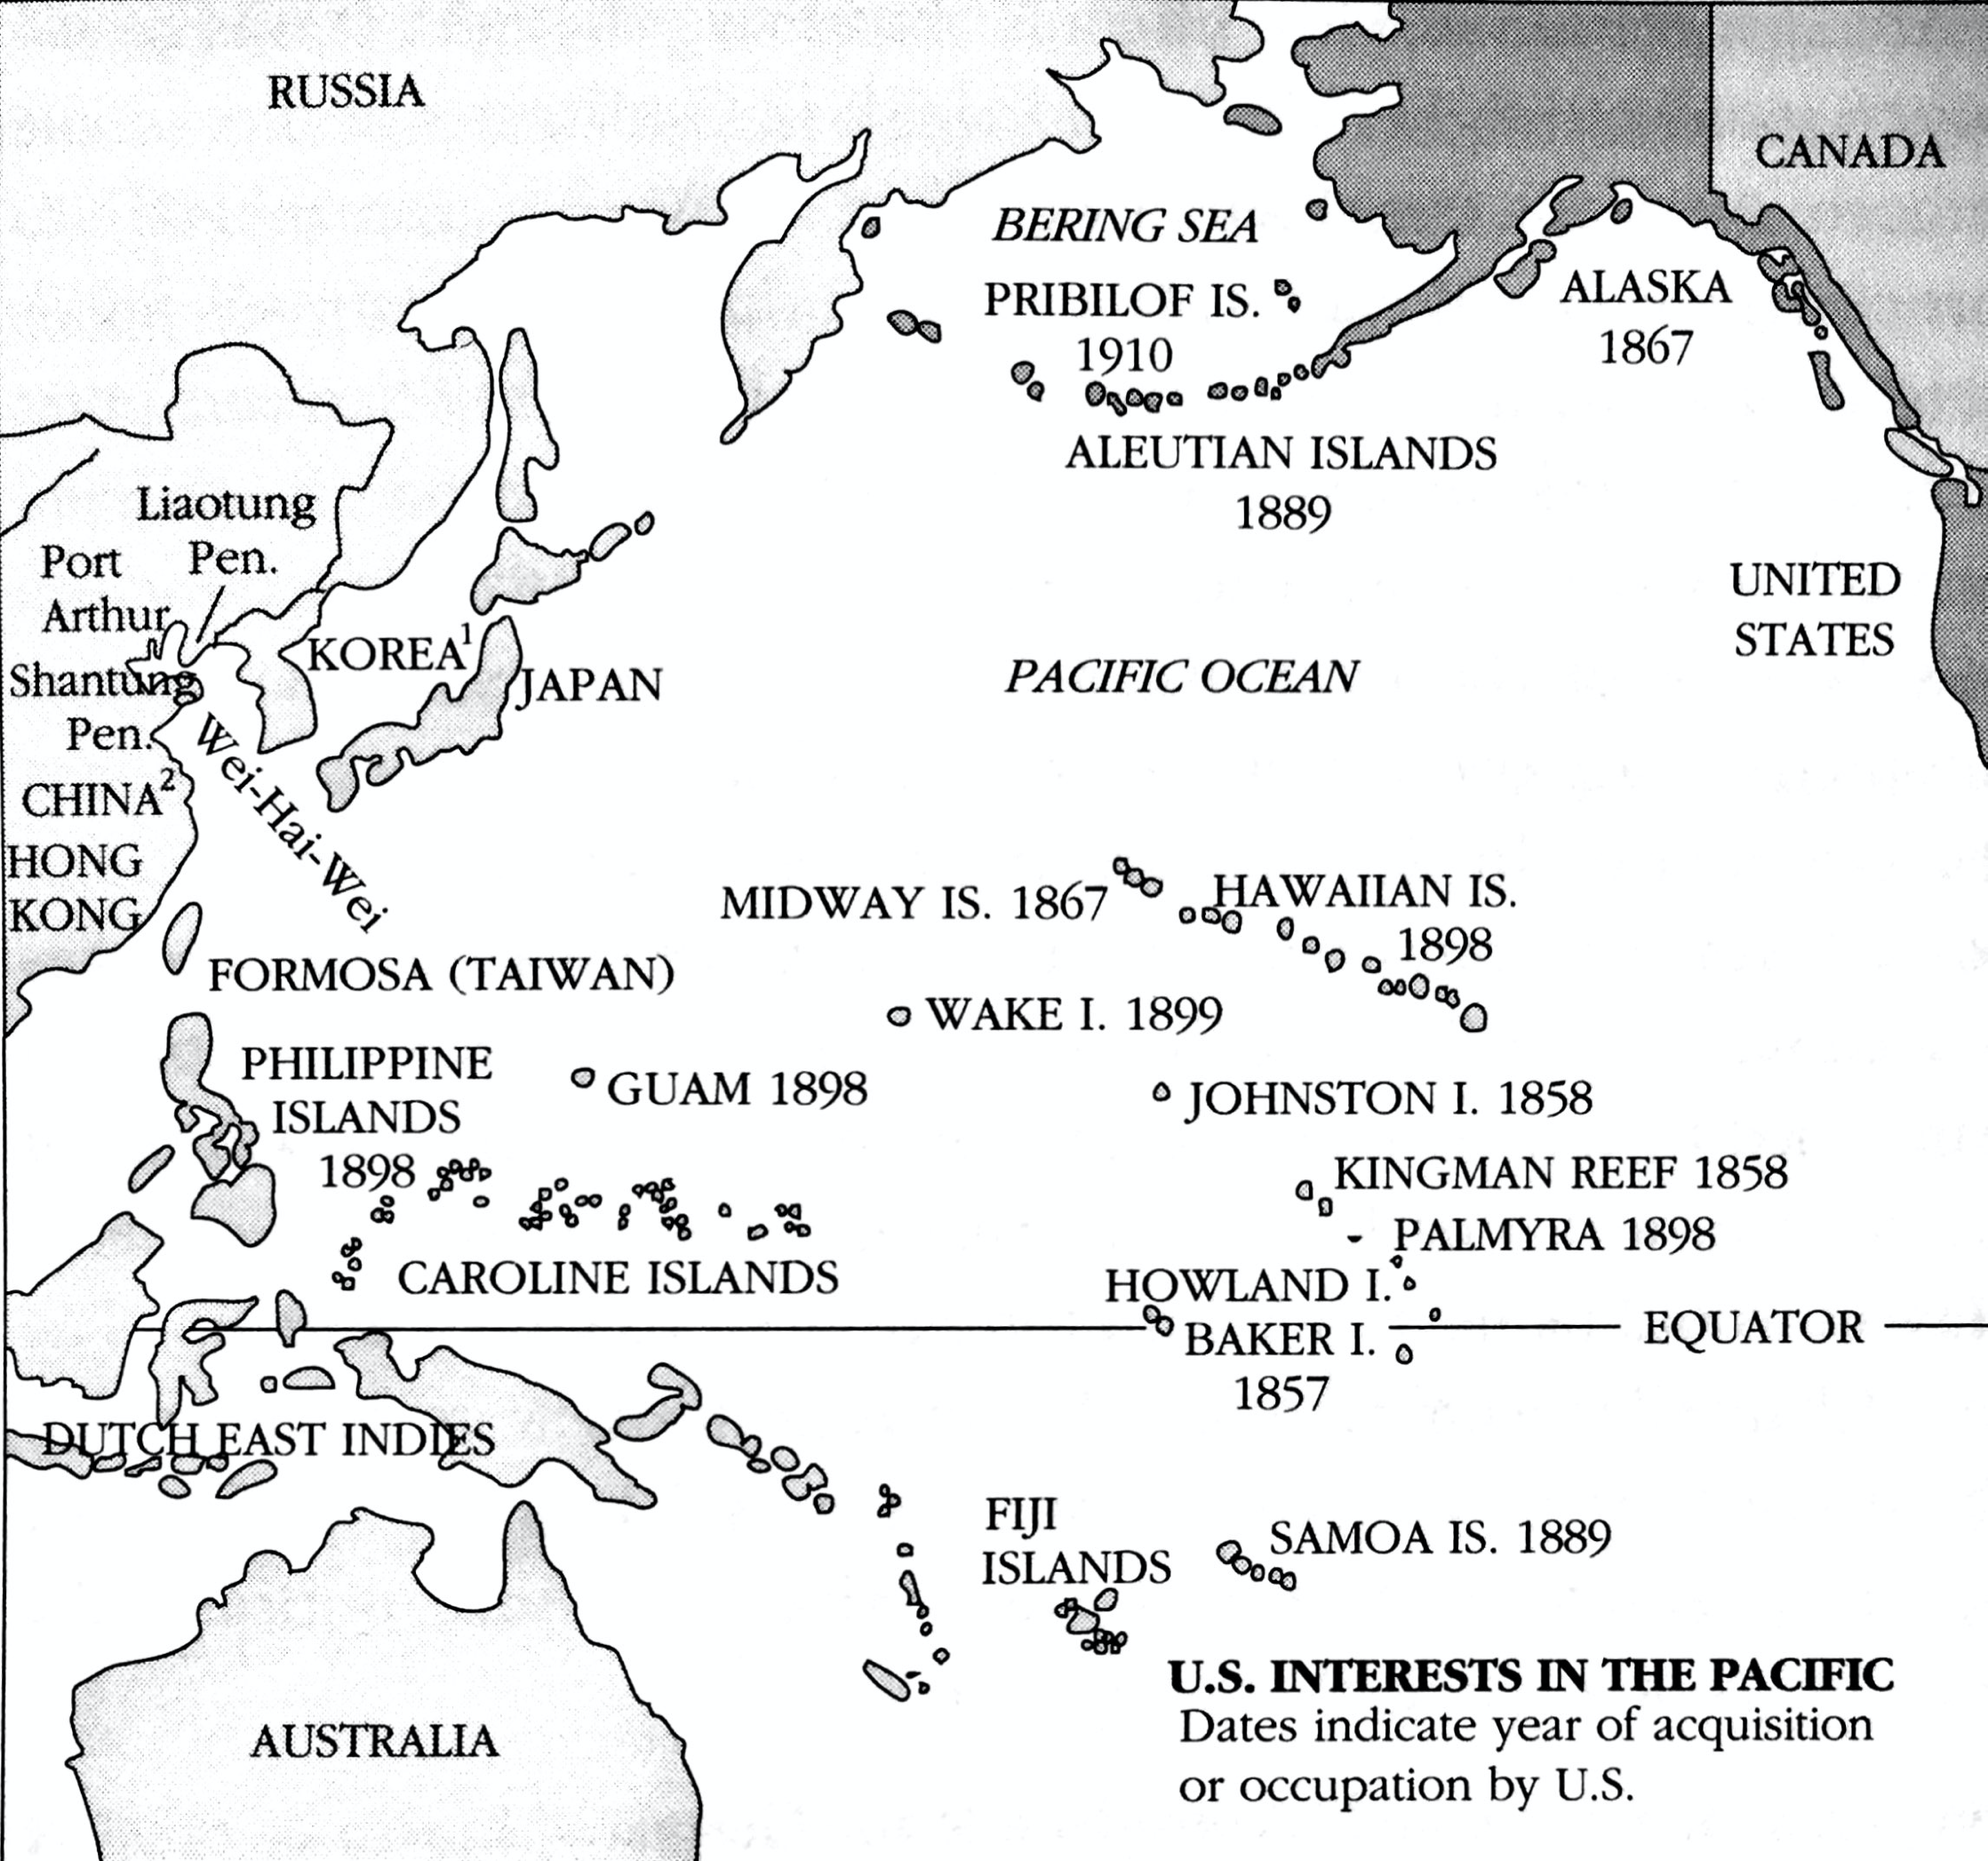 RUSSIA
CANADA
BERING SEA
PRIBILOF IS.
1910
ALASKA
1867
ALEUTIAN ISLANDS
1889
Liaotung
Pen.
Port
Arthur
UNITED
STATES
KOREA¹
JAPAN
PACIFIC OCEAN
Shantung
Pen.
Wei-Hai-Wei
CHINA²
HONG
KONG
MIDWAY IS. 1867
HAWAIIAN IS.
1898
FORMOSA (TAIWAN)
WAKE I. 1899
PHILIPPINE
ISLANDS
1898
GUAM 1898
JOHNSTON I. 1858
KINGMAN REEF 1858
PALMYRA 1898
CAROLINE ISLANDS
HOWLAND I.
BAKER I.
1857
EQUATOR
DUTCH EAST INDIES
FIJI
ISLANDS
SAMOA IS. 1889
AUSTRALIA
U.S. INTERESTS IN THE PACIFIC
Dates indicate year of acquisition
or occupation by U.S.